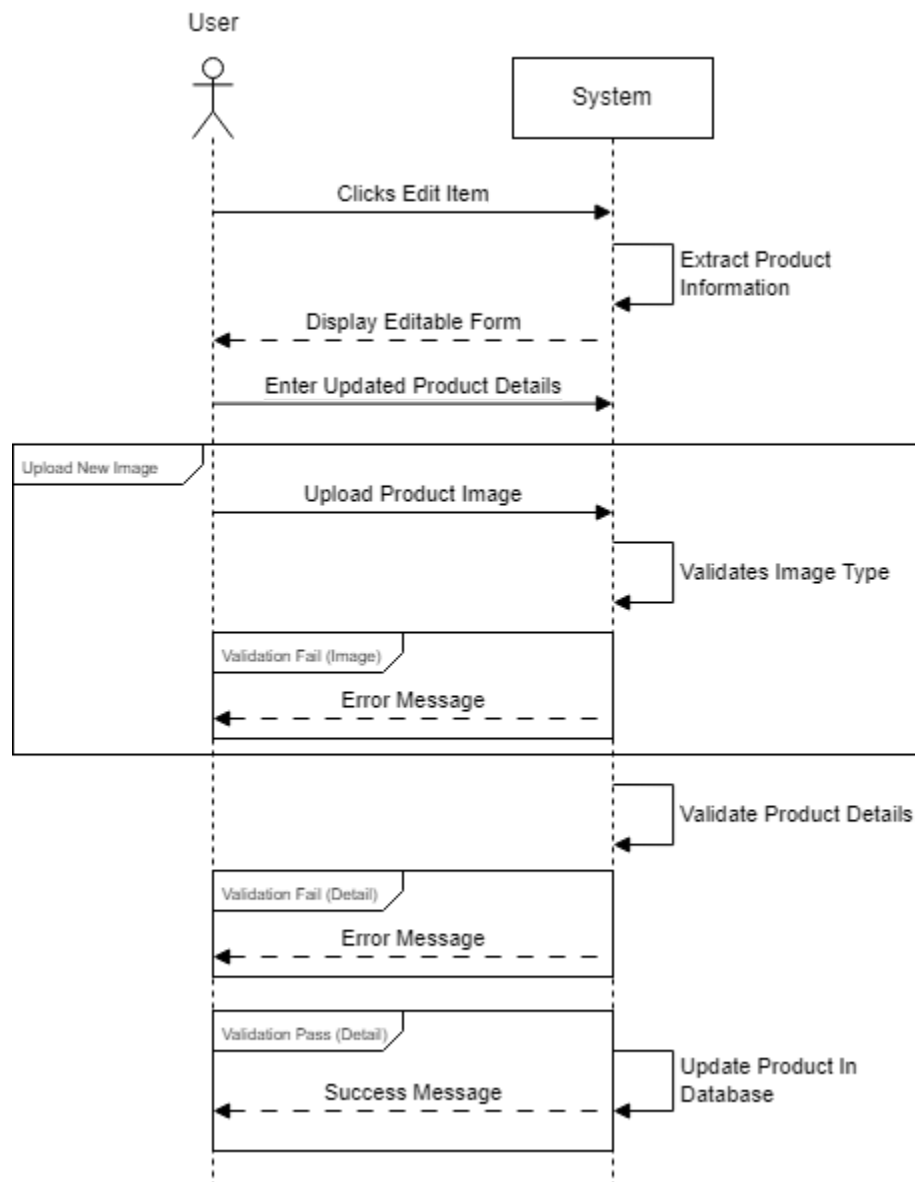 User
System
Clicks Edit Item
Extract Product
Information
Display Editable Form
Enter Updated Product Details
Upload New Image
Upload Product Image
Validates Image Type
Validation Fail (Image)
Error Message
Validate Product Details
Validation Fail (Detail)
Error Message
Validation Pass (Detail)
Update Product In
Database
Success Message